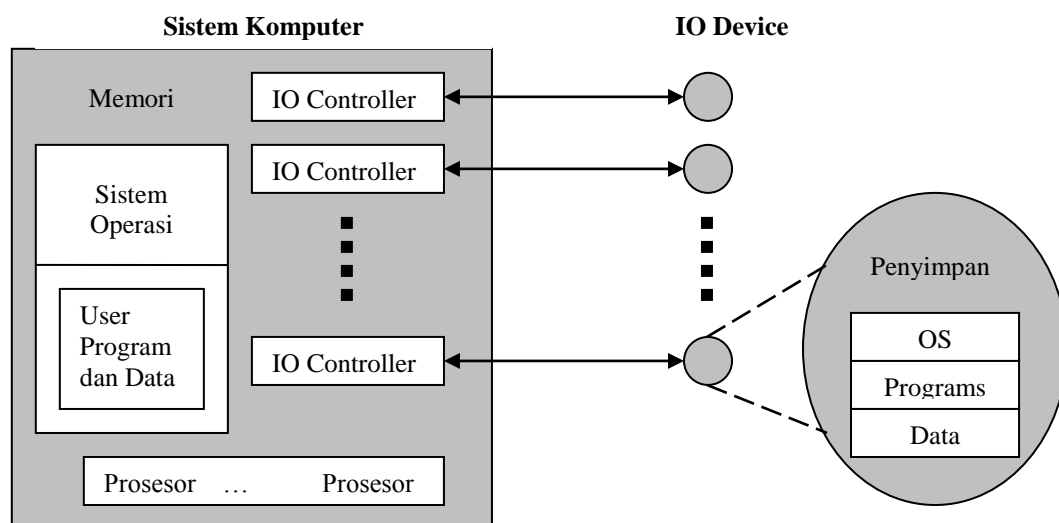 Sistem Komputer
IO Device
Memori
IO Controller
Sistem
Operasi
IO Controller
User
Program
dan Data
IO Controller
Prosesor … Prosesor
Penyimpan
OS
Programs
Data